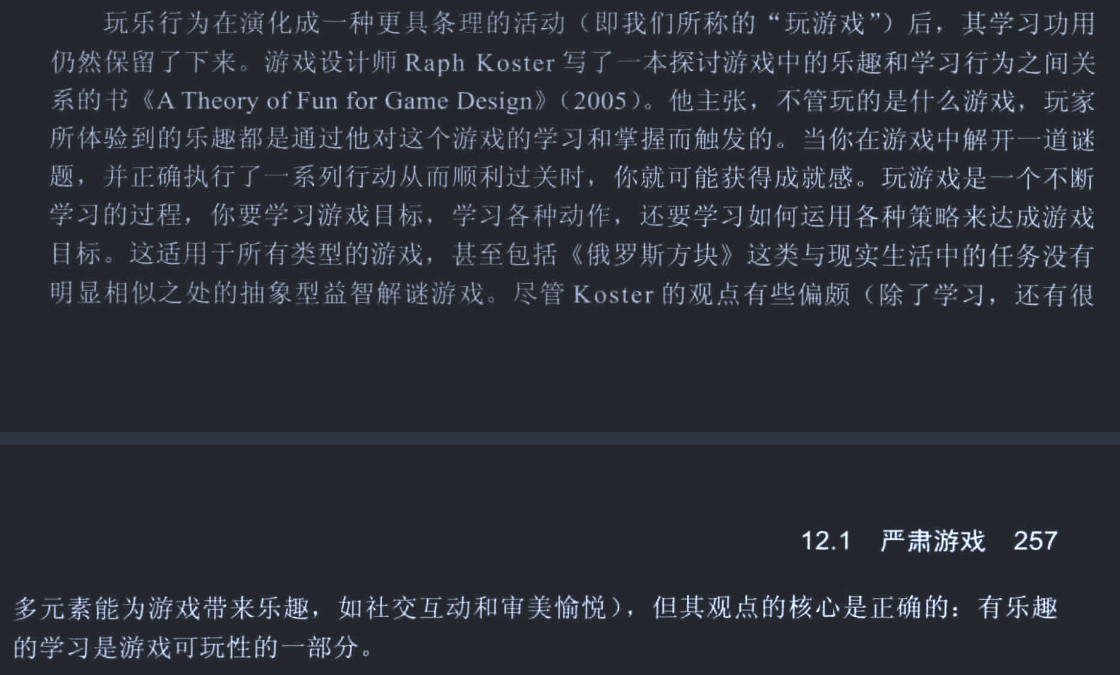 玩乐行为在演化成一种更具条理的活动（即我们所称的“玩游戏”）后，其学习功用
仍然保留了下来。游戏设计师 Raph Koster 写了一本探讨游戏中的乐趣和学习行为之间关
系的书《A Theory of Fun for Game Design》（2005）。他主张，不管玩的是什么游戏，玩家
所体验到的乐趣都是通过他对这个游戏的学习和掌握而触发的。当你在游戏中解开一道谜
题，并正确执行了一系列行动从而顺利过关时，你就可能获得成就感。玩游戏是一个不断
学习的过程，你要学习游戏目标，学习各种动作，还要学习如何运用各种策略来达成游戏
目标。这适用于所有类型的游戏，甚至包括《俄罗斯方块》这类与现实生活中的任务没有
明显相似之处的抽象型益智解谜游戏。尽管 Koster 的观点有些偏颇（除了学习，还有很
12.1 严肃游戏 257
多元素能为游戏带来乐趣，如社交互动和审美愉悦），但其观点的核心是正确的：有乐趣
的学习是游戏可玩性的一部分。